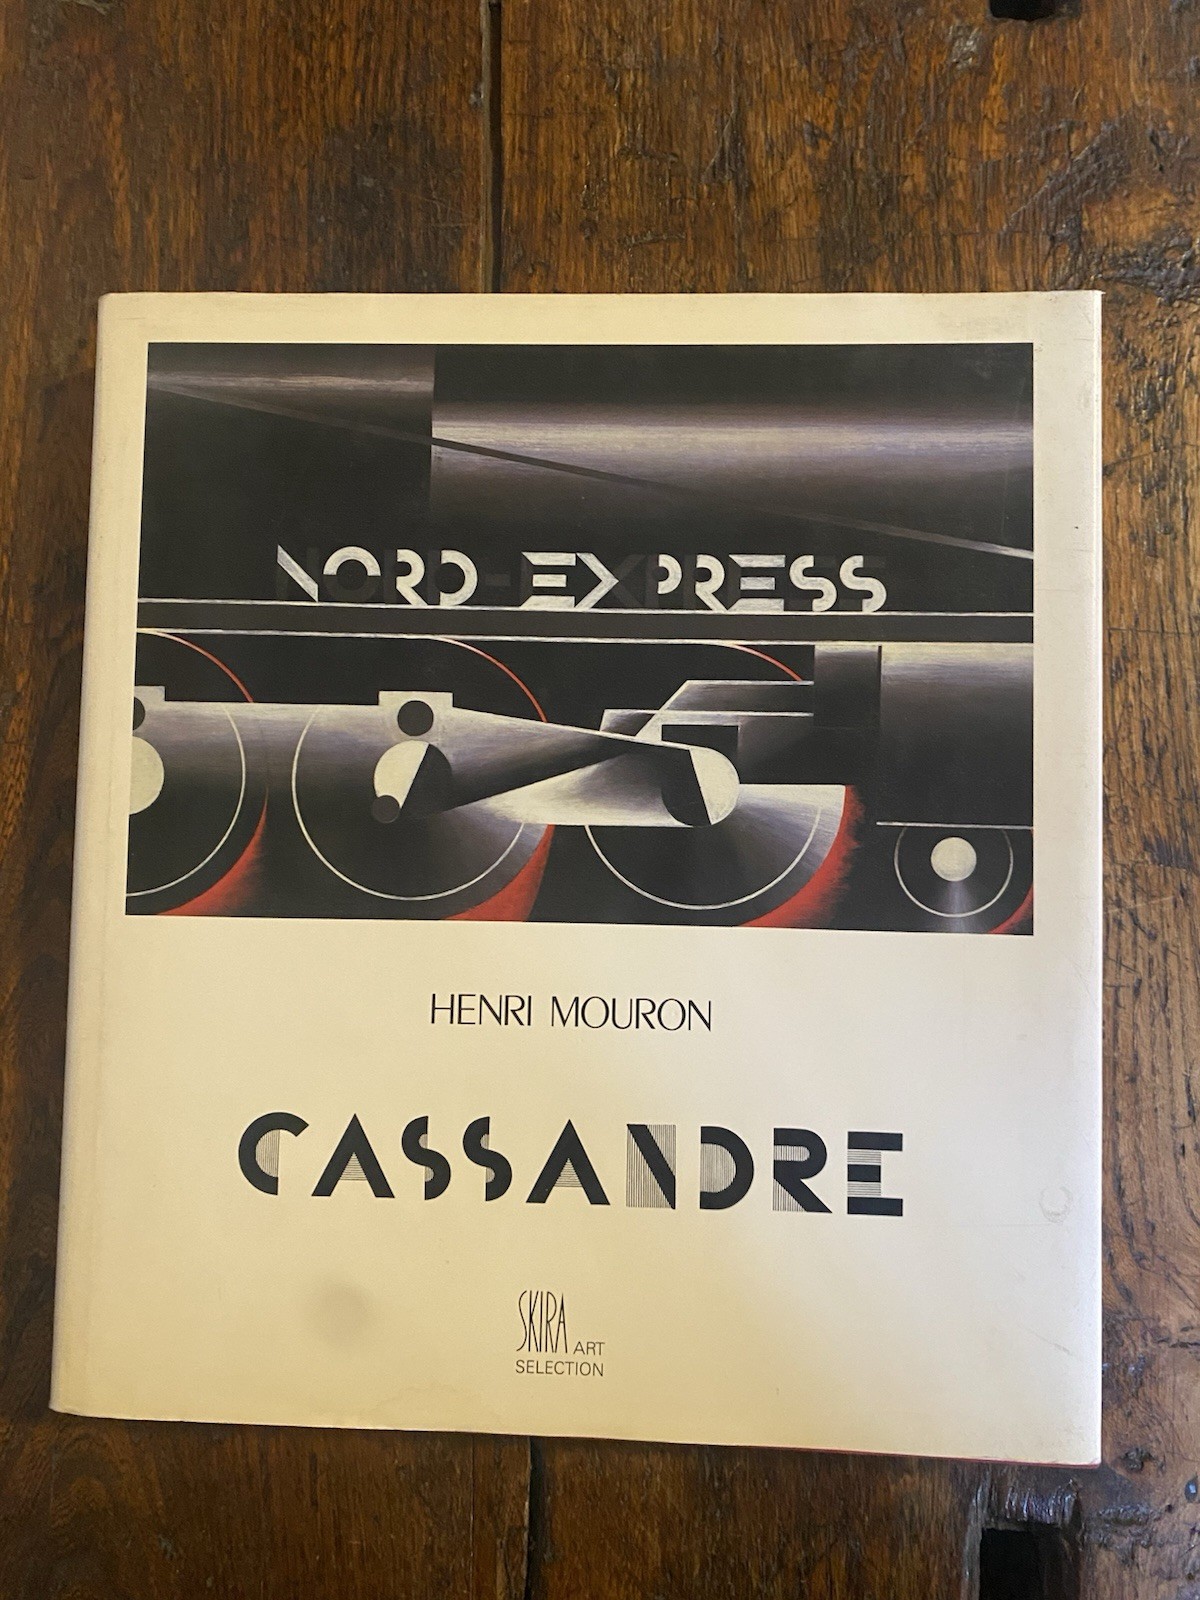 NORD EXPRESS
HENRI MOURON
CASSANDRE
SKIRA ART
SELECTION